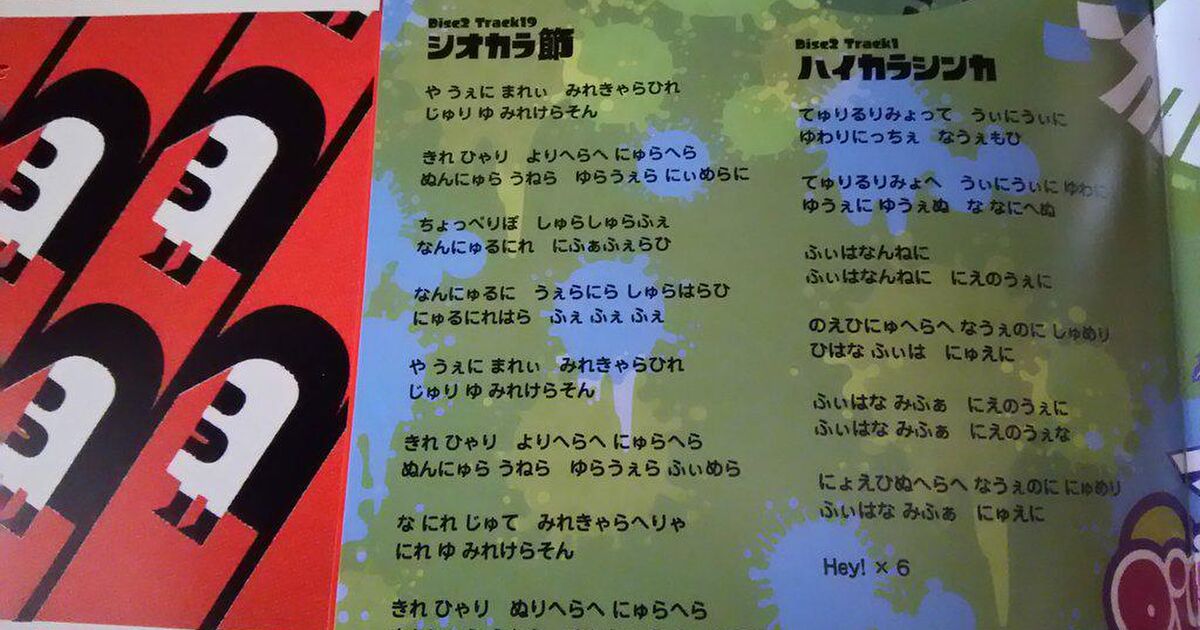 Disc2 Track19
シオカラ節
や うぇに まれぃ　みれきゃらひれ
じゅり ゆ みれけらそん
きれ ひゃり　よりへらへ にゅらへら
ぬんにゅら うねら　ゆらうぇら にぃめらに
ちょっぺりぽ　しゅらしゅらふぇ
なんにゅるにれ　にふぁふぇらひ
なんにゅるに　うぇらにら しゅらはらひ
にゅるにれはら　ふぇ ふぇ ふぇ
や うぇに まれぃ　みれきゃらひれ
じゅり ゆ みれけらそん
きれ ひゃり　よりへらへ にゅらへら
ぬんにゅら うねら　ゆらうぇら ふぃめら
な にれ じゅて　みれきゃらへりゃ
にれ ゆ みれけらそん
きれ ひゃり　ぬりへらへ にゅらへら
Disc2 Track1
ハイカラシンカ
てゅりるりみょって　うぃにうぃに
ゆわりにっちぇ　なうぇもひ
てゅりるりみょへ　うぃにうぃに ゆわに
ゆうぇに ゆうぇぬ　な なにへぬ
ふぃはなんねに
ふぃはなんねに　にえのうぇに
のえひにゅへらへ なうぇのに しゅめり
ひはな ふぃは　にゅえに
ふぃはな みふぁ　にえのうぇに
ふぃはな みふぁ　にえのうぇな
にょえひぬへらへ なうぇのに にゅめり
ふぃはな みふぁ　にゅえに
Hey! × 6